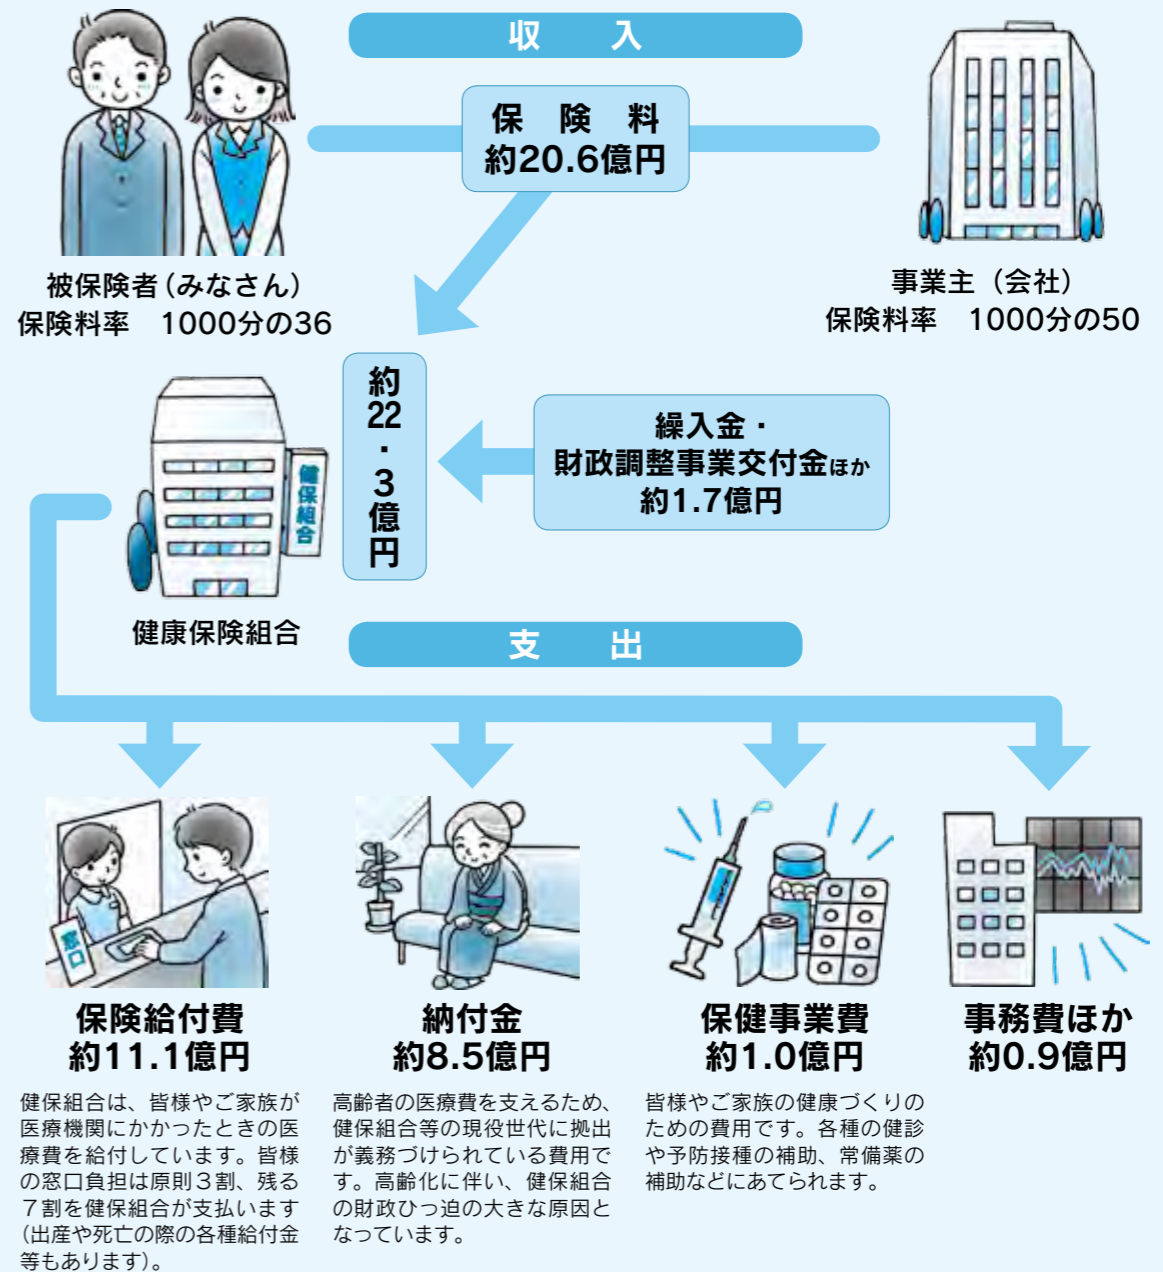 収　入
保　険　料
約20.6億円
被保険者（みなさん）
保険料率　1000分の36
事業主（会社）
保険料率　1000分の50
約22・3億円
繰入金・
財政調整事業交付金ほか
約1.7億円
健保組合
健康保険組合
支　出
窓口
保険給付費
約11.1億円
健保組合は、皆様やご家族が
医療機関にかかったときの医
療費を給付しています。皆様
の窓口負担は原則３割、残る
７割を健保組合が支払います
（出産や死亡の際の各種給付金
等もあります）。
納付金
約8.5億円
高齢者の医療費を支えるため、
健保組合等の現役世代に拠出
が義務づけられている費用で
す。高齢化に伴い、健保組合
の財政ひっ迫の大きな原因と
なっています。
保健事業費
約1.0億円
皆様やご家族の健康づくりの
ための費用です。各種の健診
や予防接種の補助、常備薬の
補助などにあてられます。
事務費ほか
約0.9億円